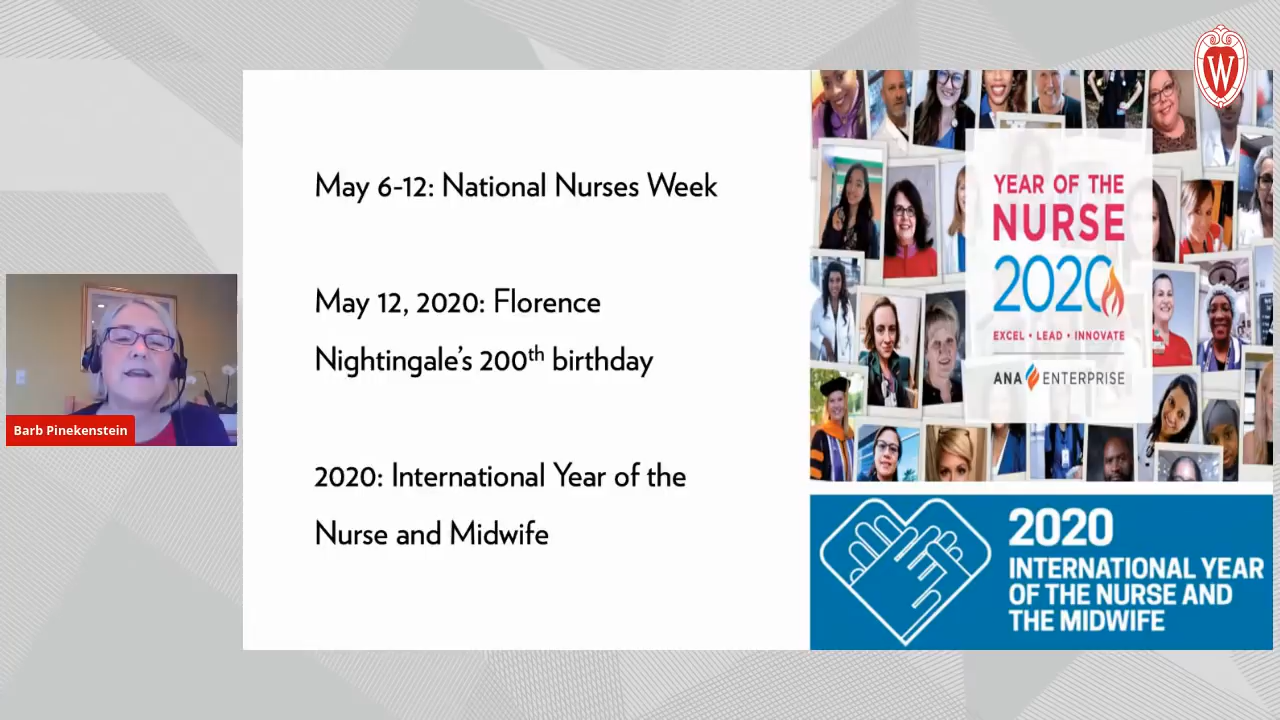 W
May 6-12: National Nurses Week
May 12, 2020: Florence
Nightingale's 200th birthday
2020: International Year of the
Nurse and Midwife
YEAR OF THE
NURSE
2020
EXCEL • LEAD • INNOVATE
ANA ENTERPRISE
2020
INTERNATIONAL YEAR
OF THE NURSE AND
THE MIDWIFE
Barb Pinekenstein